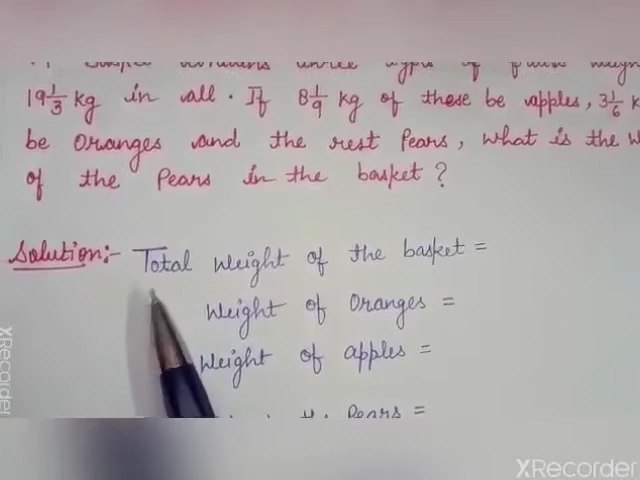 19 1/3 kg in all. If 8 1/9 kg of these be apples, 3 1/6 k
be Oranges and the rest Pears, what is the w
of the Pears in the basket?
Solution:- Total weight of the basket =
Weight of Oranges =
Weight of apples =
the Pears =
XRecorder
XRecorder